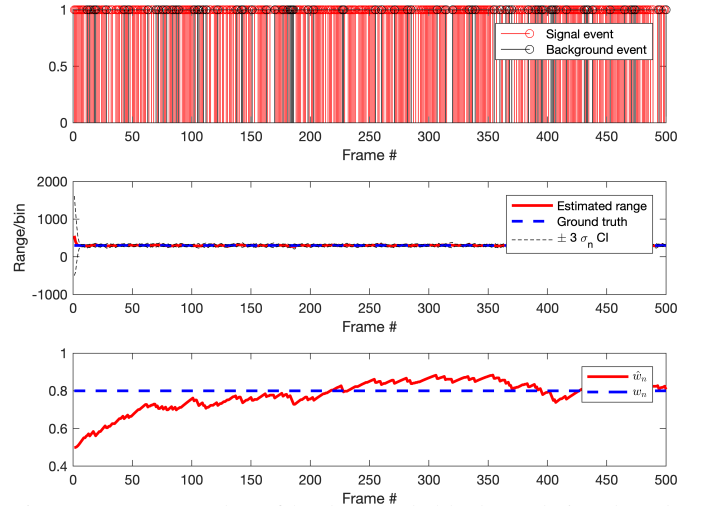 1
0.5
0
Signal event
Background event
0 50 100 150 200 250 300 350 400 450 500
Frame #
2000
1000
0
-1000
Range/bin
Estimated range
Ground truth
± 3 σn CI
0 50 100 150 200 250 300 350 400 450 500
Frame #
1
0.8
0.6
0.4
ŵn
wn
0 50 100 150 200 250 300 350 400 450 500
Frame #